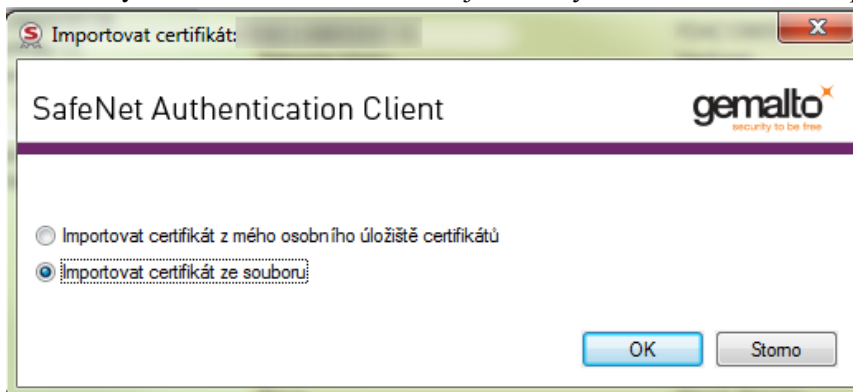 Importovat certifikát:
SafeNet Authentication Client
gemalto
security to be free
Importovat certifikát z mého osobního úložiště certifikátů
Importovat certifikát ze souboru
OK
Storno